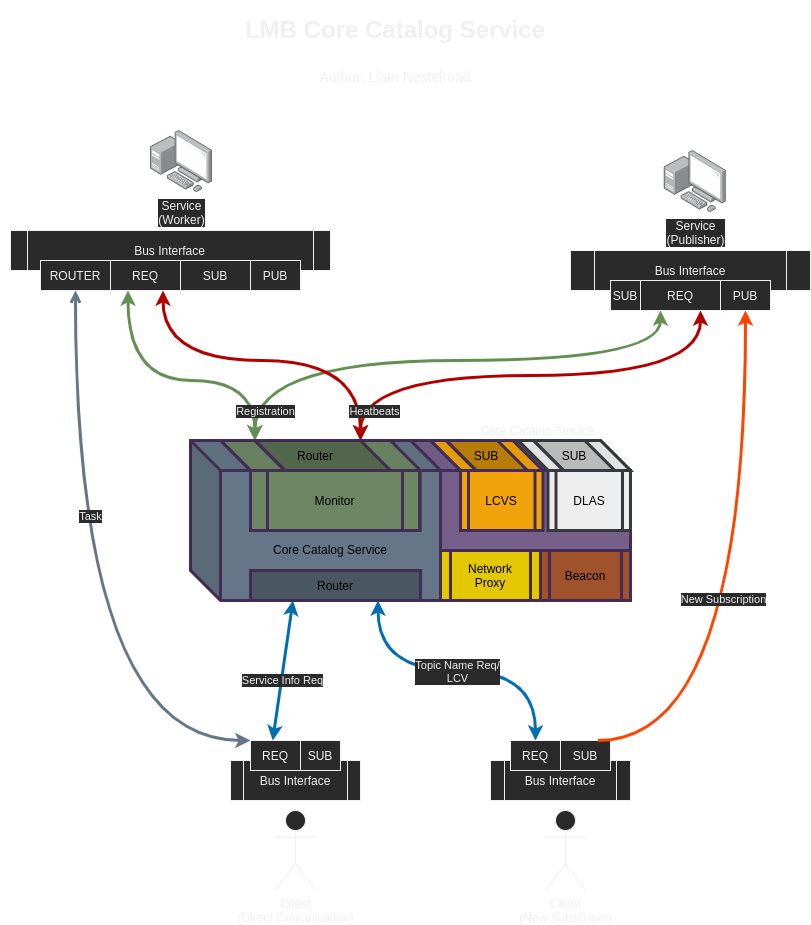 LMB Core Catalog Service
Author: Liam Nestelroad
Service
(Worker)
Service
(Publisher)
Bus Interface
ROUTER
REQ
SUB
PUB
Bus Interface
SUB
REQ
PUB
Registration
Heatbeats
Core Catalog Service
Router
SUB
SUB
Monitor
LCVS
DLAS
Task
Core Catalog Service
Network
Proxy
Beacon
Router
New Subscription
Service Info Req
Topic Name Req/
LCV
REQ
SUB
Bus Interface
REQ
SUB
Bus Interface
Client
(Direct Comunication)
Client
(New Subscriber)